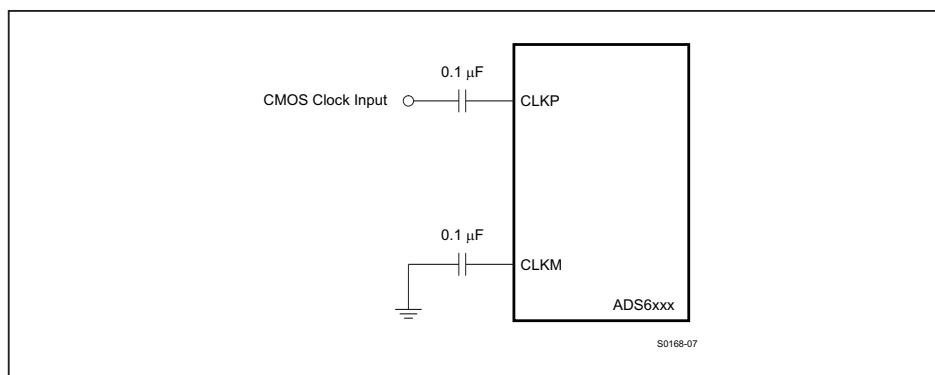 0.1 μF
CMOS Clock Input
CLKP
0.1 μF
CLKM
ADS6xxx
S0168-07